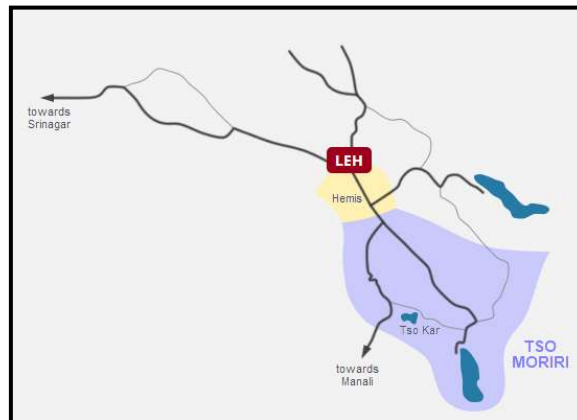 LEH
towards
Srinagar
Hemis
Tso Kar
TSO
MORIRI
towards
Manali